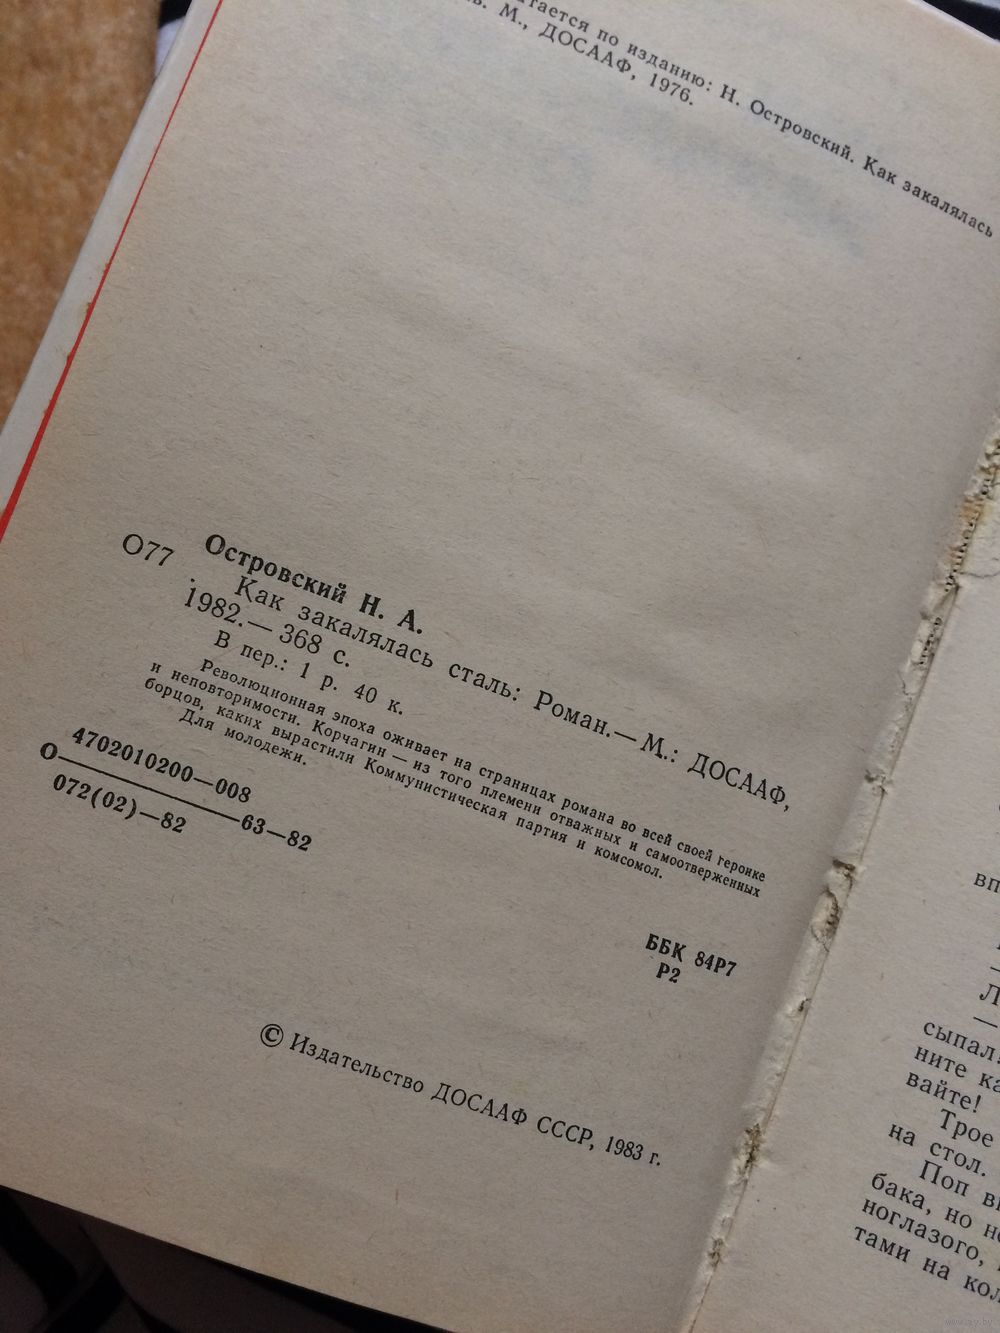 тается по изданию: Н. Островский. Как закалялась
М., ДОСААФ, 1976.
О77
Островский Н. А.
Как закалялась сталь: Роман.— М.: ДОСААФ,
1982.— 368 с.
В пер.: 1 р. 40 к.
Революционная эпоха оживает на страницах романа во всей своей героике
и неповторимости. Корчагин — из того племени отважных и самоотверженных
борцов, каких вырастили Коммунистическая партия и комсомол.
Для молодежи.
4702010200—008
О——————63—82
072(02)—82
ББК 84Р7
Р2
© Издательство ДОСААФ СССР, 1983 г.
вп
Л
—
сыпал!
ните ка
вайте!
Трое
на стол.
Поп в
бака, но н
ноглазого,
тами на кол